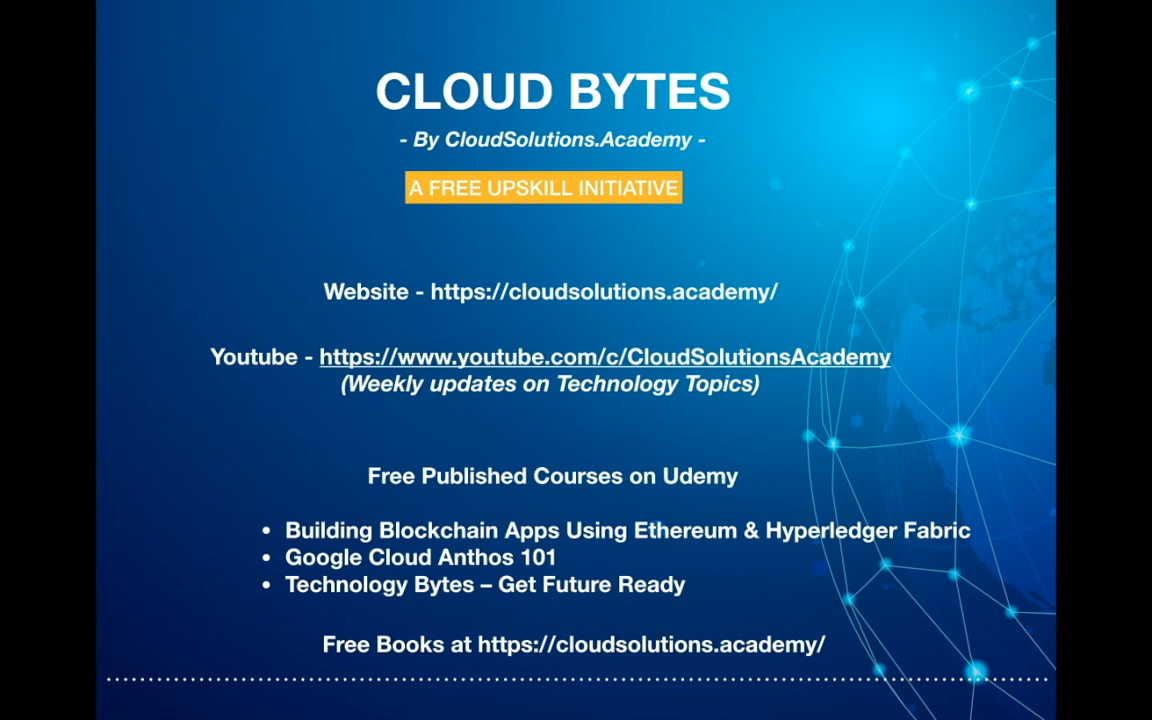 CLOUD BYTES
- By CloudSolutions.Academy -
A FREE UPSKILL INITIATIVE
Website - https://cloudsolutions.academy/
Youtube - https://www.youtube.com/c/CloudSolutionsAcademy
(Weekly updates on Technology Topics)
Free Published Courses on Udemy
• Building Blockchain Apps Using Ethereum & Hyperledger Fabric
• Google Cloud Anthos 101
• Technology Bytes – Get Future Ready
Free Books at https://cloudsolutions.academy/